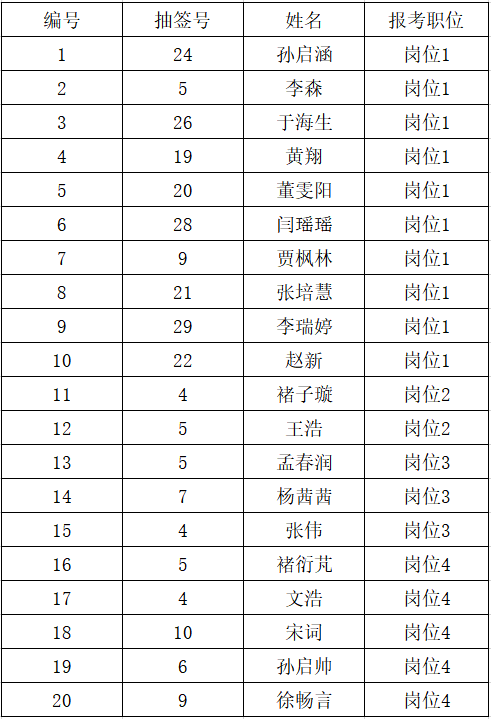 编号 抽签号 姓名 报考职位
1 24 孙启涵 岗位1
2 5 李森 岗位1
3 26 于海生 岗位1
4 19 黄翔 岗位1
5 20 董雯阳 岗位1
6 28 闫瑶瑶 岗位1
7 9 贾枫林 岗位1
8 21 张培慧 岗位1
9 29 李瑞婷 岗位1
10 22 赵新 岗位1
11 4 褚子璇 岗位2
12 5 王浩 岗位2
13 5 孟春润 岗位3
14 7 杨茜茜 岗位3
15 4 张伟 岗位3
16 5 褚衍芃 岗位4
17 4 文浩 岗位4
18 10 宋词 岗位4
19 6 孙启帅 岗位4
20 9 徐畅言 岗位4